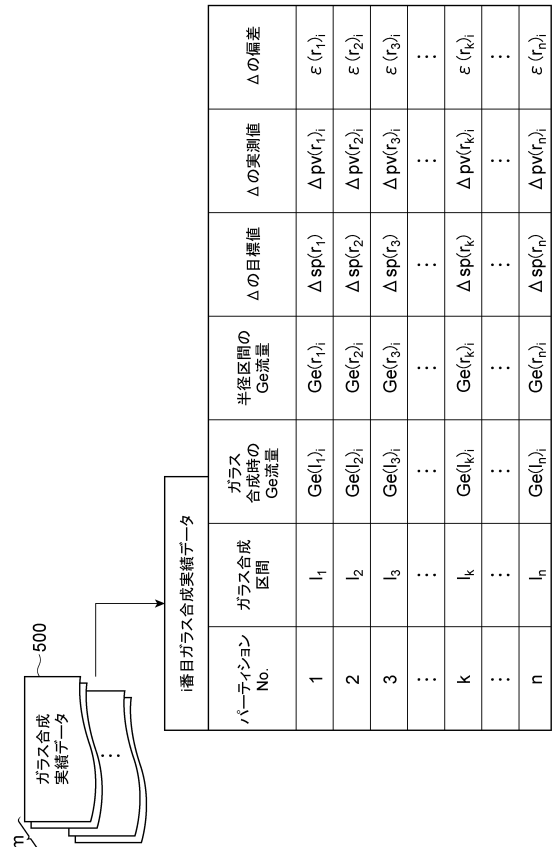 m
ガラス合成
実績データ
500
⋮
i番目ガラス合成実績データ
パーティション
No.
ガラス合成
区間
ガラス
合成時の
Ge流量
半径区間の
Ge流量
Δの目標値
Δの実測値
Δの偏差
1 l₁ Ge(l₁)ᵢ Ge(r₁)ᵢ Δsp(r₁) Δpv(r₁)ᵢ ε(r₁)ᵢ
2 l₂ Ge(l₂)ᵢ Ge(r₂)ᵢ Δsp(r₂) Δpv(r₂)ᵢ ε(r₂)ᵢ
3 l₃ Ge(l₃)ᵢ Ge(r₃)ᵢ Δsp(r₃) Δpv(r₃)ᵢ ε(r₃)ᵢ
⋮ ⋮ ⋮ ⋮ ⋮ ⋮ ⋮
k lₖ Ge(lₖ)ᵢ Ge(rₖ)ᵢ Δsp(rₖ) Δpv(rₖ)ᵢ ε(rₖ)ᵢ
⋮ ⋮ ⋮ ⋮ ⋮ ⋮ ⋮
n lₙ Ge(lₙ)ᵢ Ge(rₙ)ᵢ Δsp(rₙ) Δpv(rₙ)ᵢ ε(rₙ)ᵢ